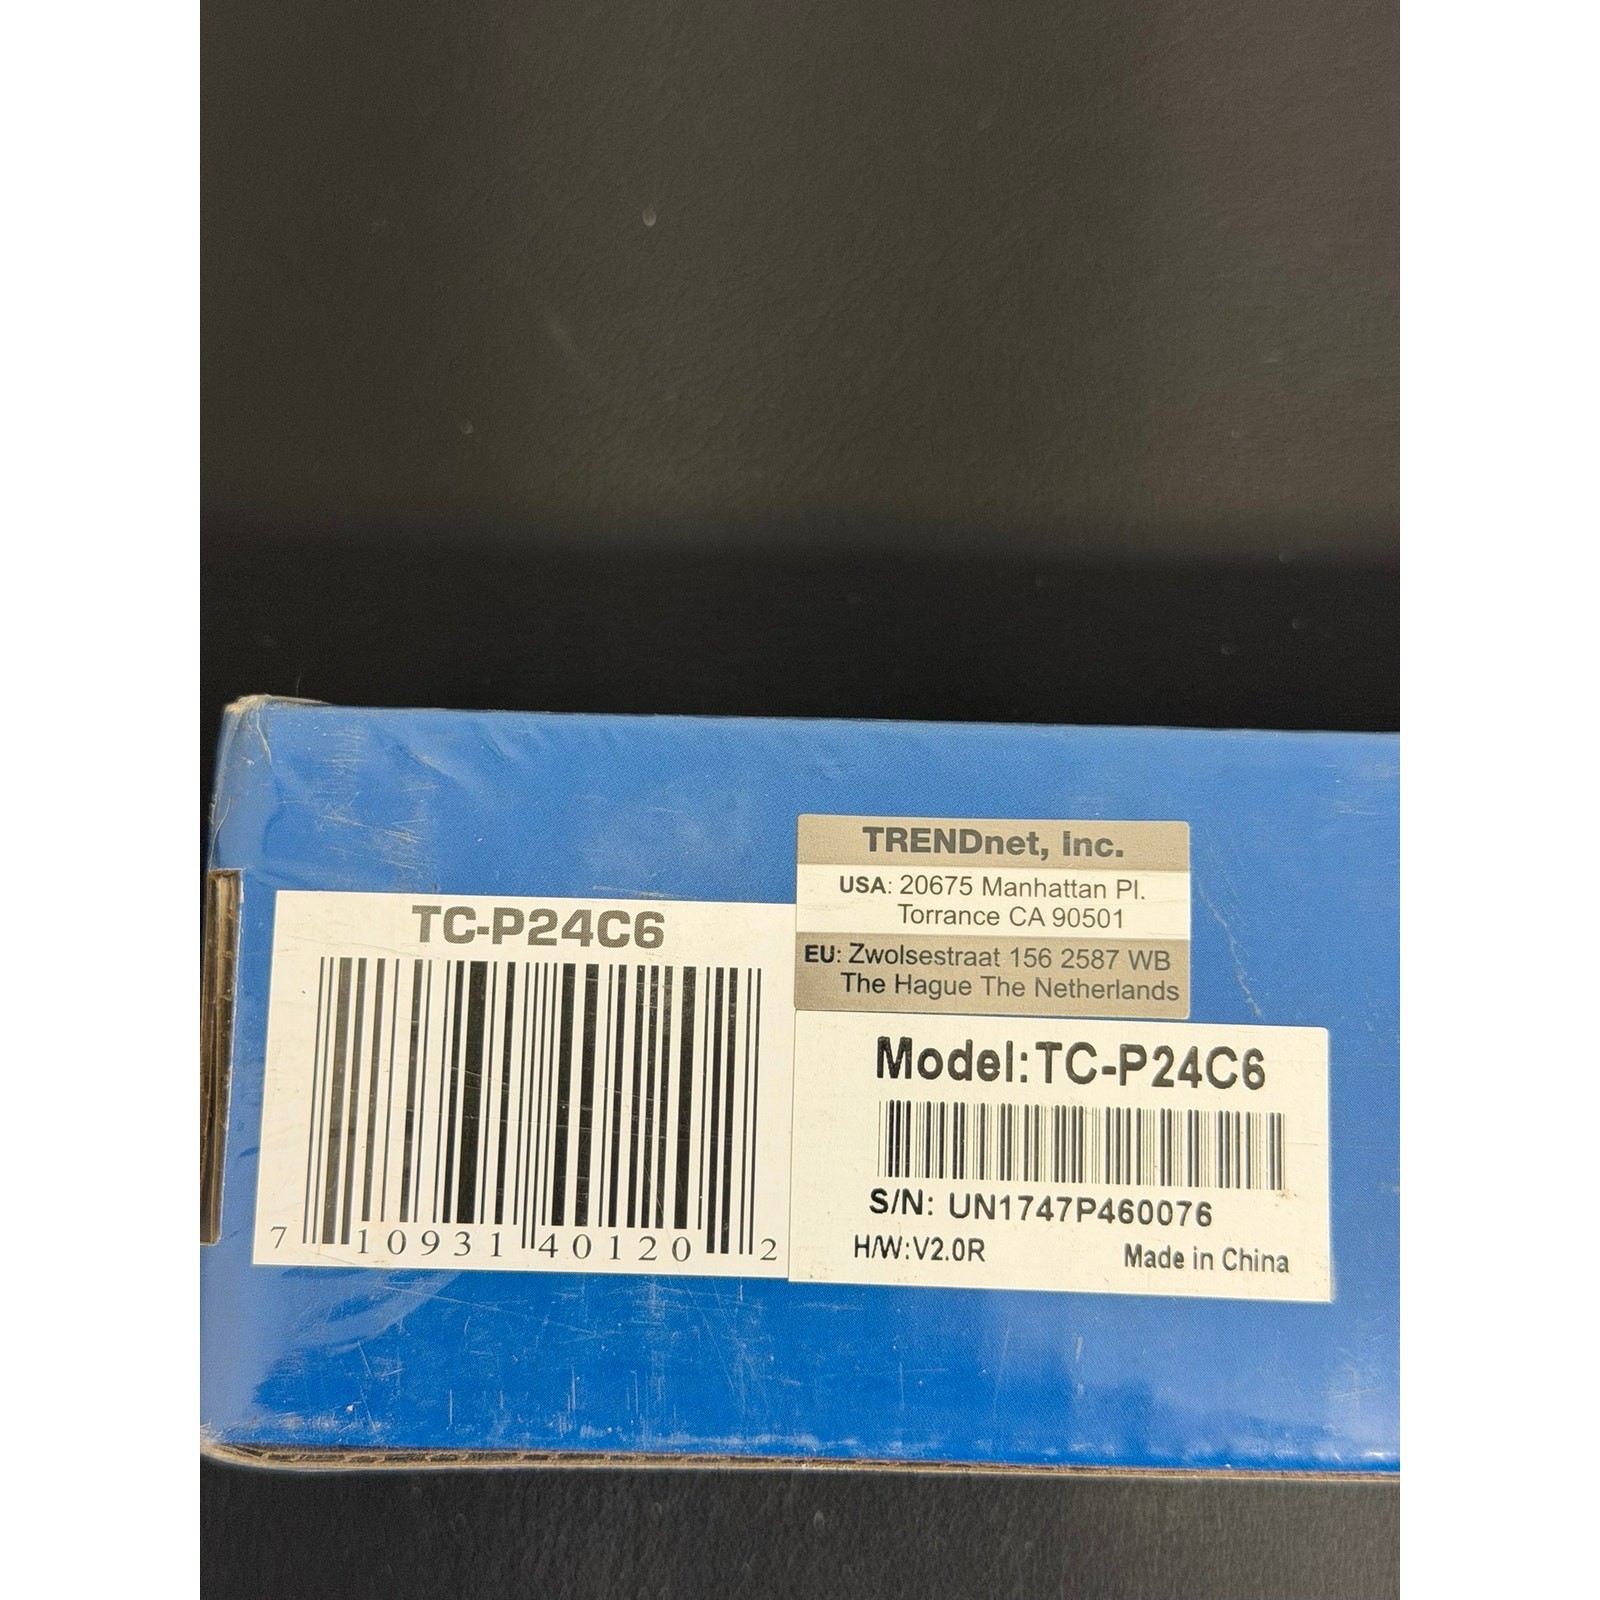 TC-P24C6
7 10931 40120 2
TRENDnet, Inc.
USA: 20675 Manhattan Pl.
Torrance CA 90501
EU: Zwolsestraat 156 2587 WB
The Hague The Netherlands
Model:TC-P24C6
S/N: UN1747P460076
H/W:V2.0R Made in China